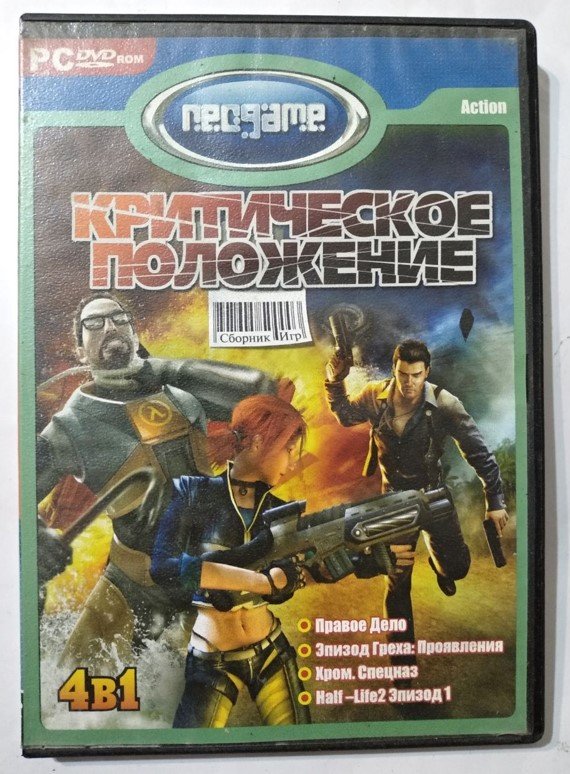 PC DVD ROM
neogame
Action
КРИТИЧЕСКОЕ
ПОЛОЖЕНИЕ
Сборник Игр
Правое Дело
Эпизод Греха: Проявления
Хром. Спецназ
Half –Life2 Эпизод 1
4в1